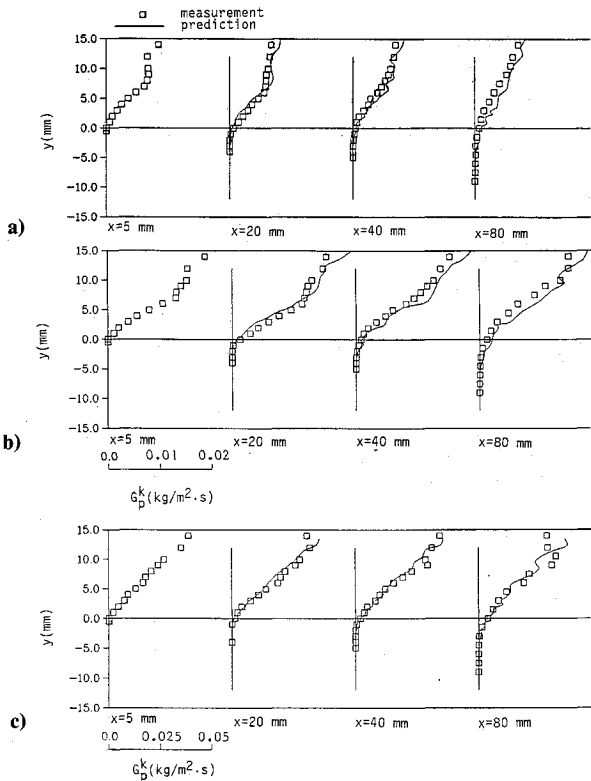 measurement
prediction
15.0
10.0
5.0
0.0
-5.0
-10.0
-15.0
y(mm)
x=5 mm
x=20 mm
x=40 mm
x=80 mm
a)
15.0
10.0
5.0
0.0
-5.0
-10.0
-15.0
y(mm)
x=5 mm
x=20 mm
x=40 mm
x=80 mm
b)
0.0
0.01
0.02
G_p^k(kg/m²·s)
15.0
10.0
5.0
0.0
-5.0
-10.0
-15.0
y(mm)
x=5 mm
x=20 mm
x=40 mm
x=80 mm
c)
0.0
0.025
0.05
G_p^k(kg/m²·s)